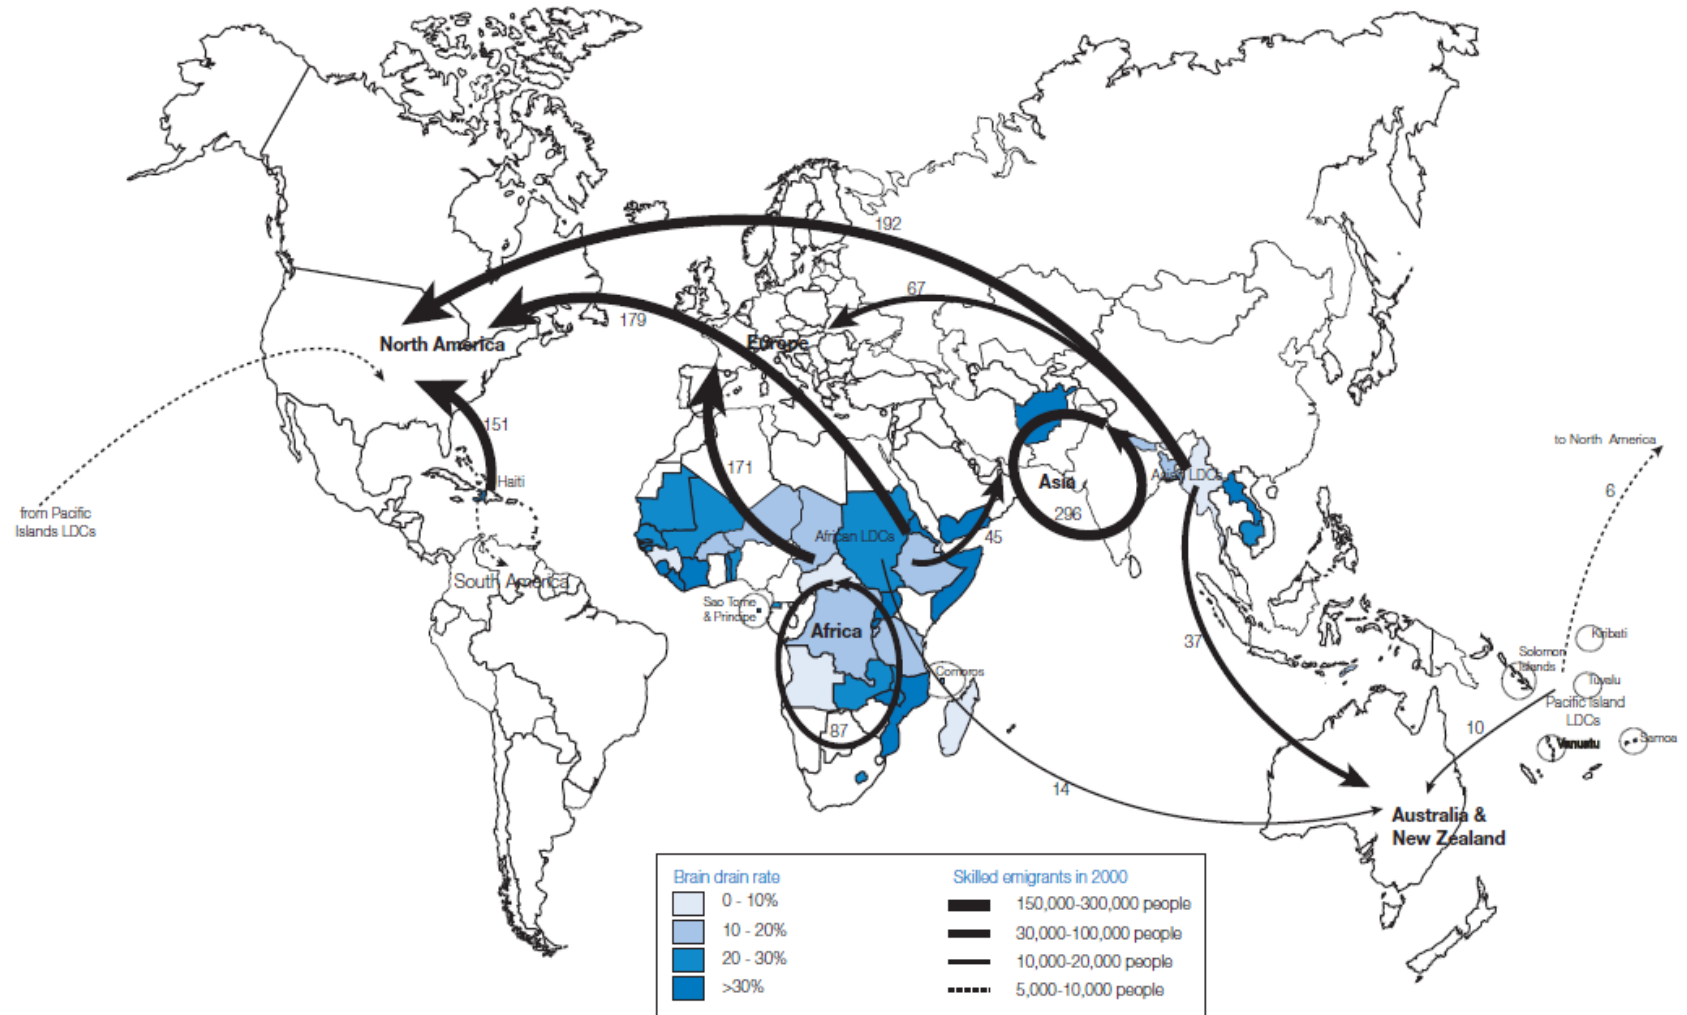 192
67
179
North America
Europe
151
Haiti
171
from Pacific
Islands LDCs
to North America
6
Asian LDCs
Asia
296
African LDCs
45
South America
Sao Tome
& Principe
Africa
Comoros
87
37
Kiribati
Solomon
Islands
Tuvalu
Pacific Island
LDCs
10
Vanuatu
Samoa
14
Australia &
New Zealand
Brain drain rate
0 - 10%
10 - 20%
20 - 30%
>30%
Skilled emigrants in 2000
150,000-300,000 people
30,000-100,000 people
10,000-20,000 people
5,000-10,000 people